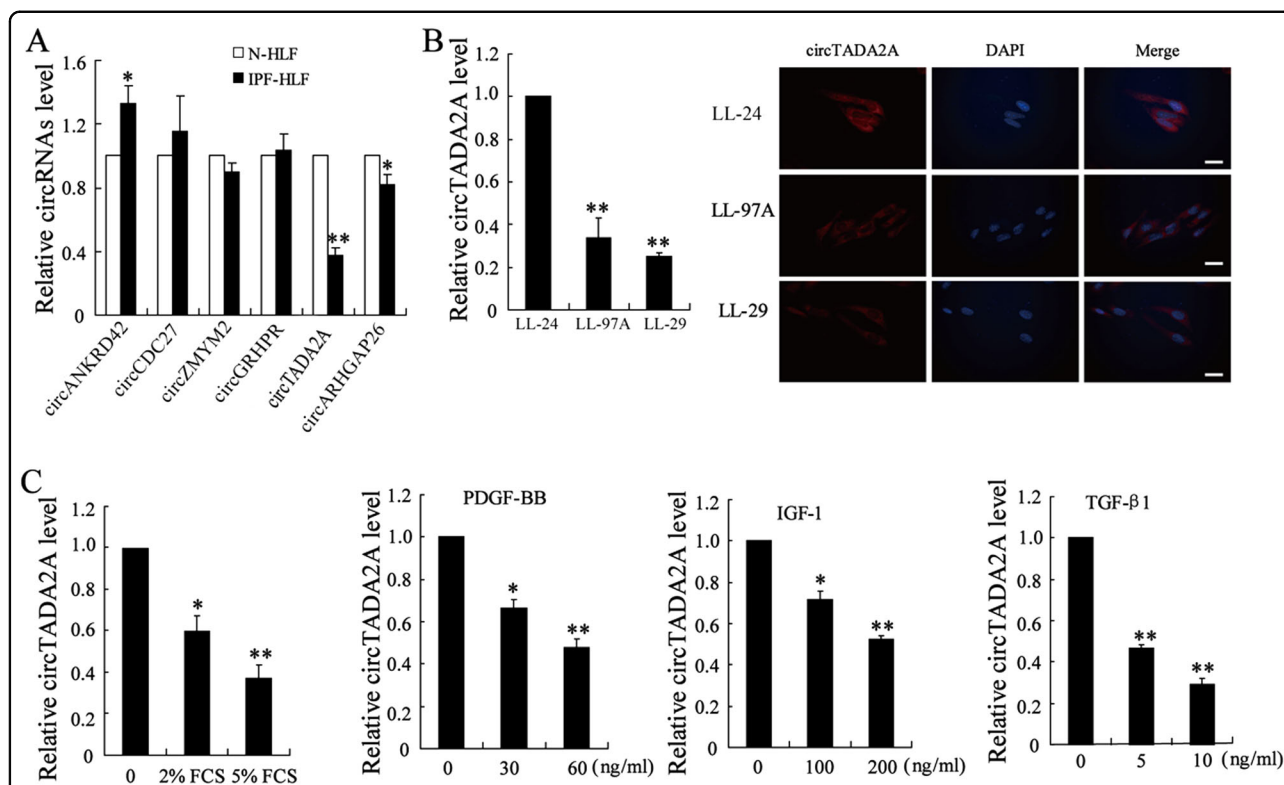 A
N-HLF
IPF-HLF
Relative circRNAs level
1.6
1.2
0.8
0.4
0
*
**
*
circANKRD42
circCDC27
circZMYM2
circGRHPR
circTADA2A
circARHGAP26
B
Relative circTADA2A level
1.2
1.0
0.8
0.6
0.4
0.2
0
**
**
LL-24
LL-97A
LL-29
circTADA2A
DAPI
Merge
LL-24
LL-97A
LL-29
C
Relative circTADA2A level
1.2
1.0
0.8
0.6
0.4
0.2
0
*
**
0
2% FCS
5% FCS
PDGF-BB
Relative circTADA2A level
1.2
1.0
0.8
0.6
0.4
0.2
0
*
**
0
30
60 (ng/ml)
IGF-1
Relative circTADA2A level
1.2
1.0
0.8
0.6
0.4
0.2
0
*
**
0
100
200 (ng/ml)
TGF-β1
Relative circTADA2A level
1.2
1.0
0.8
0.6
0.4
0.2
0
**
**
0
5
10 (ng/ml)